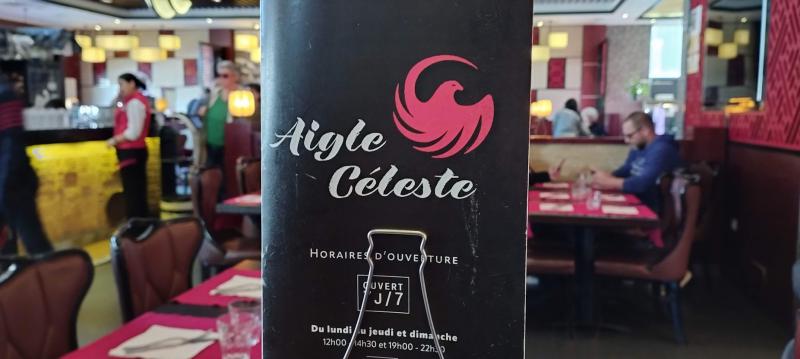 Aigle
Céleste
HORAIRES D'OUVERTURE
OUVERT
7J/7
Du lundi au jeudi et dimanche
12h00 - 14h30 et 19h00 - 22h30